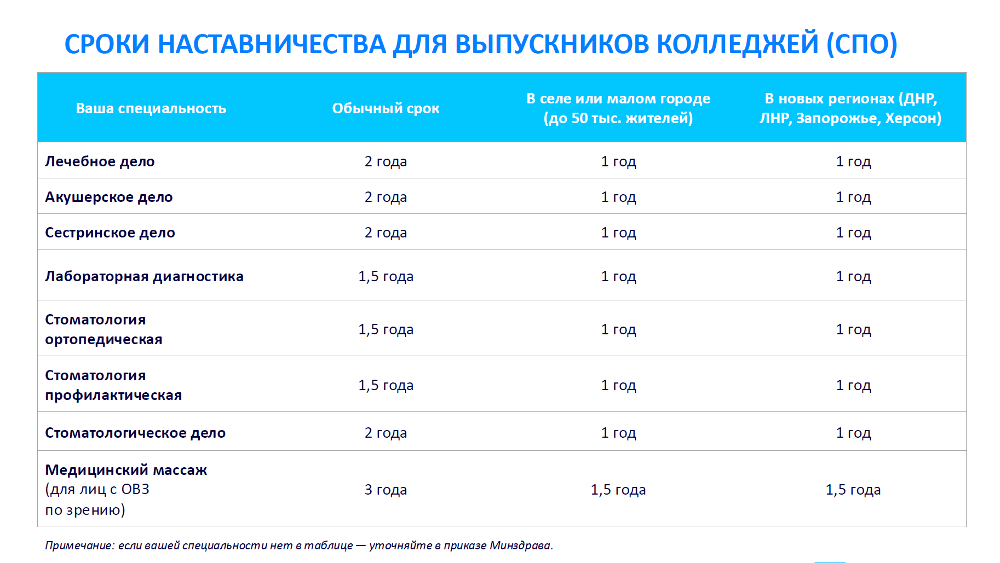 СРОКИ НАСТАВНИЧЕСТВА ДЛЯ ВЫПУСКНИКОВ КОЛЛЕДЖЕЙ (СПО)
Ваша специальность
Обычный срок
В селе или малом городе
(до 50 тыс. жителей)
В новых регионах (ДНР,
ЛНР, Запорожье, Херсон)
Лечебное дело
2 года
1 год
1 год
Акушерское дело
2 года
1 год
1 год
Сестринское дело
2 года
1 год
1 год
Лабораторная диагностика
1,5 года
1 год
1 год
Стоматология
ортопедическая
1,5 года
1 год
1 год
Стоматология
профилактическая
1,5 года
1 год
1 год
Стоматологическое дело
2 года
1 год
1 год
Медицинский массаж
(для лиц с ОВЗ
по зрению)
3 года
1,5 года
1,5 года
Примечание: если вашей специальности нет в таблице — уточняйте в приказе Минздрава.